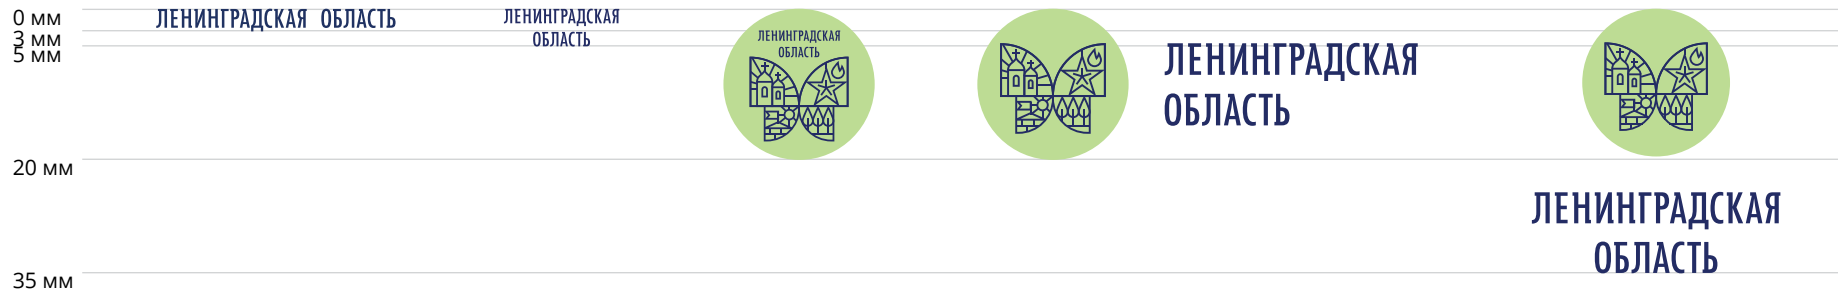 0 мм
3 мм
5 мм
20 мм
35 мм
ЛЕНИНГРАДСКАЯ ОБЛАСТЬ
ЛЕНИНГРАДСКАЯ
ОБЛАСТЬ
ЛЕНИНГРАДСКАЯ
ОБЛАСТЬ
ЛЕНИНГРАДСКАЯ
ОБЛАСТЬ
ЛЕНИНГРАДСКАЯ
ОБЛАСТЬ